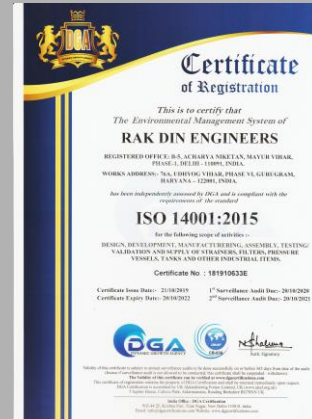 DGA
Certificate
of Registration
This is to certify that
The Environmental Management System of
RAK DIN ENGINEERS
REGISTERED OFFICE: B-5, ACHARYA NIKETAN, MAYUR VIHAR,
PHASE-1, DELHI - 110091, INDIA.
WORKS ADDRESS:- 76A, UDHYOG VIHAR, PHASE VI, GURUGRAM,
HARYANA – 122001, INDIA.
has been independently assessed by DGA and is compliant with the
requirements of the standard
ISO 14001:2015
for the following scope of activities :-
DESIGN, DEVELOPMENT, MANUFACTURERING, ASSEMBLY, TESTING/
VALIDATION AND SUPPLY OF STRAINERS, FILTERS, PRESSURE
VESSELS, TANKS AND OTHER INDUSTRIAL ITEMS.
Certificate No. : 181910633E
Certificate Issue Date:- 21/10/2019 1st Surveillance Audit Due:- 20/10/2020
Certificate Expiry Date:- 20/10/2022 2nd Surveillance Audit Due:- 20/10/2021
DGA